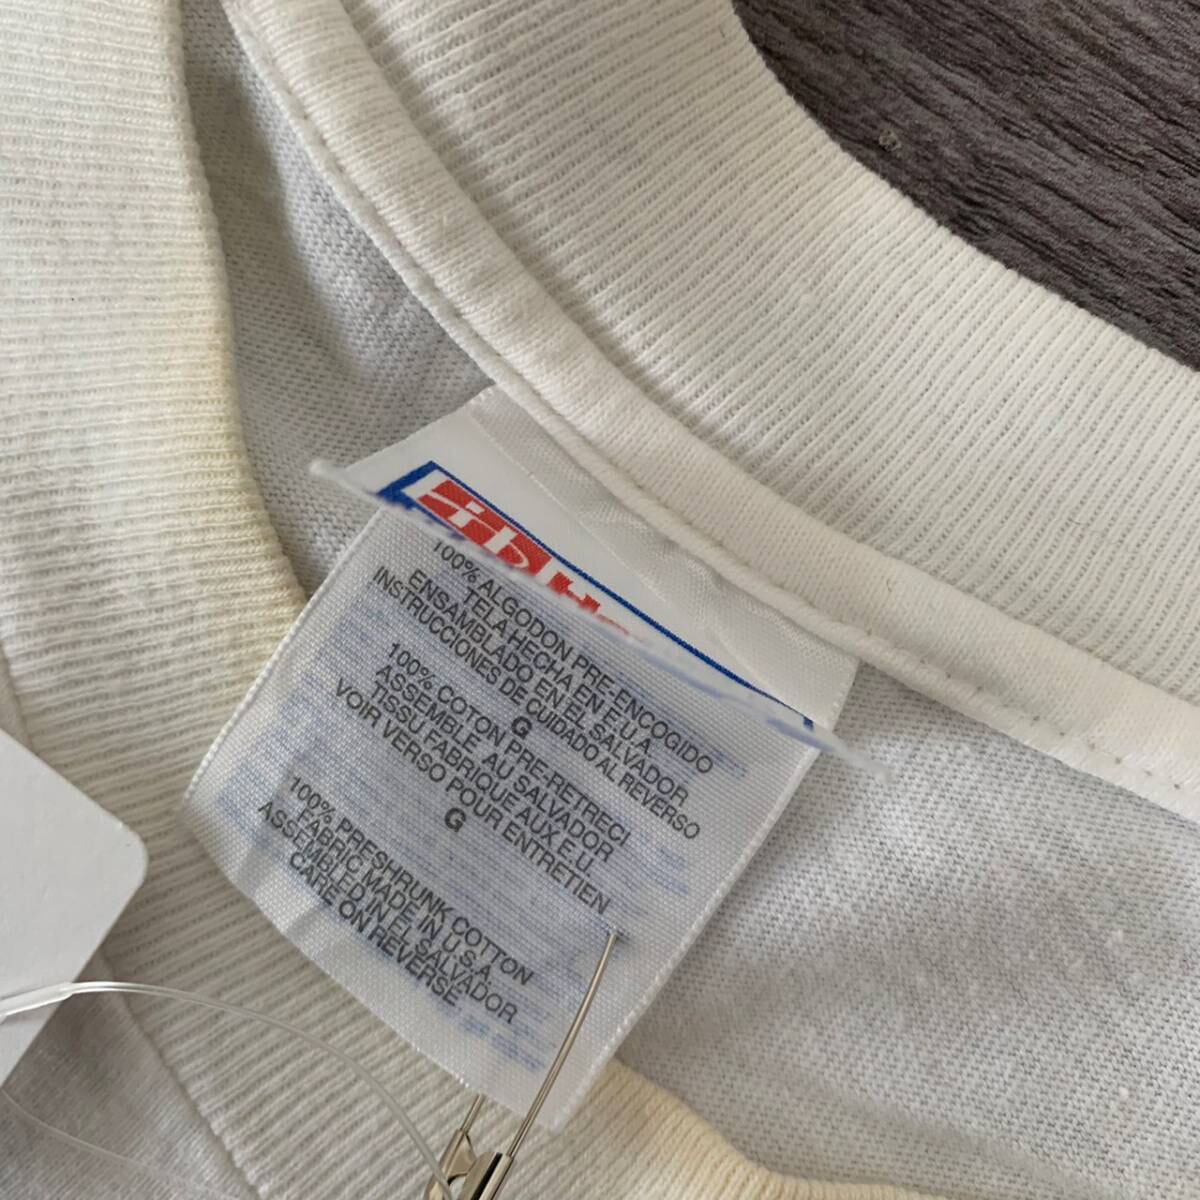 100% ALGODON PRE-ENCOGIDO
TELA HECHA EN E.U.A
ENSAMBLADO EN EL SALVADOR
INSTRUCCIONES DE CUIDADO AL REVERSO
G
100% COTON PRE-RETRECI
ASSEMBLE AU SALVADOR
TISSU FABRIQUE AUX E.U.
VOIR VERSO POUR ENTRETIEN
G
100% PRESHRUNK COTTON
FABRIC MADE IN U.S.A.
ASSEMBLED IN EL SALVADOR
CARE ON REVERSE